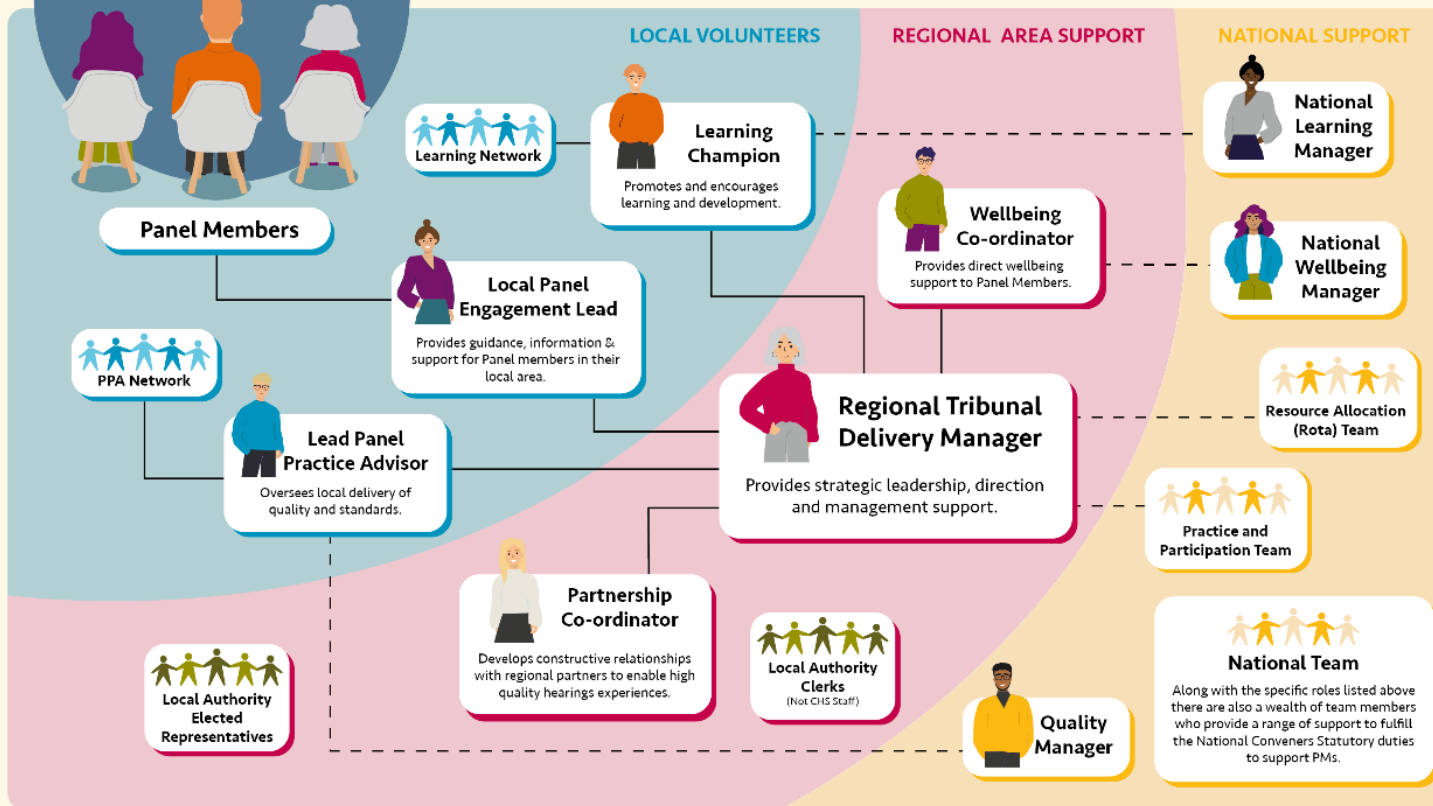 LOCAL VOLUNTEERS
REGIONAL AREA SUPPORT
NATIONAL SUPPORT
Learning Network
Learning
Champion
Promotes and encourages
learning and development.
National
Learning
Manager
Panel Members
Wellbeing
Co-ordinator
Provides direct wellbeing
support to Panel Members.
National
Wellbeing
Manager
Local Panel
Engagement Lead
Provides guidance, information &
support for Panel members in their
local area.
PPA Network
Lead Panel
Practice Advisor
Oversees local delivery of
quality and standards.
Regional Tribunal
Delivery Manager
Provides strategic leadership, direction
and management support.
Resource Allocation
(Rota) Team
Practice and
Participation Team
Partnership
Co-ordinator
Develops constructive relationships
with regional partners to enable high
quality hearings experiences.
Local Authority
Clerks
(Not CHS Staff)
Local Authority
Elected
Representatives
Quality
Manager
National Team
Along with the specific roles listed above
there are also a wealth of team members
who provide a range of support to fulfill
the National Conveners Statutory duties
to support PMs.